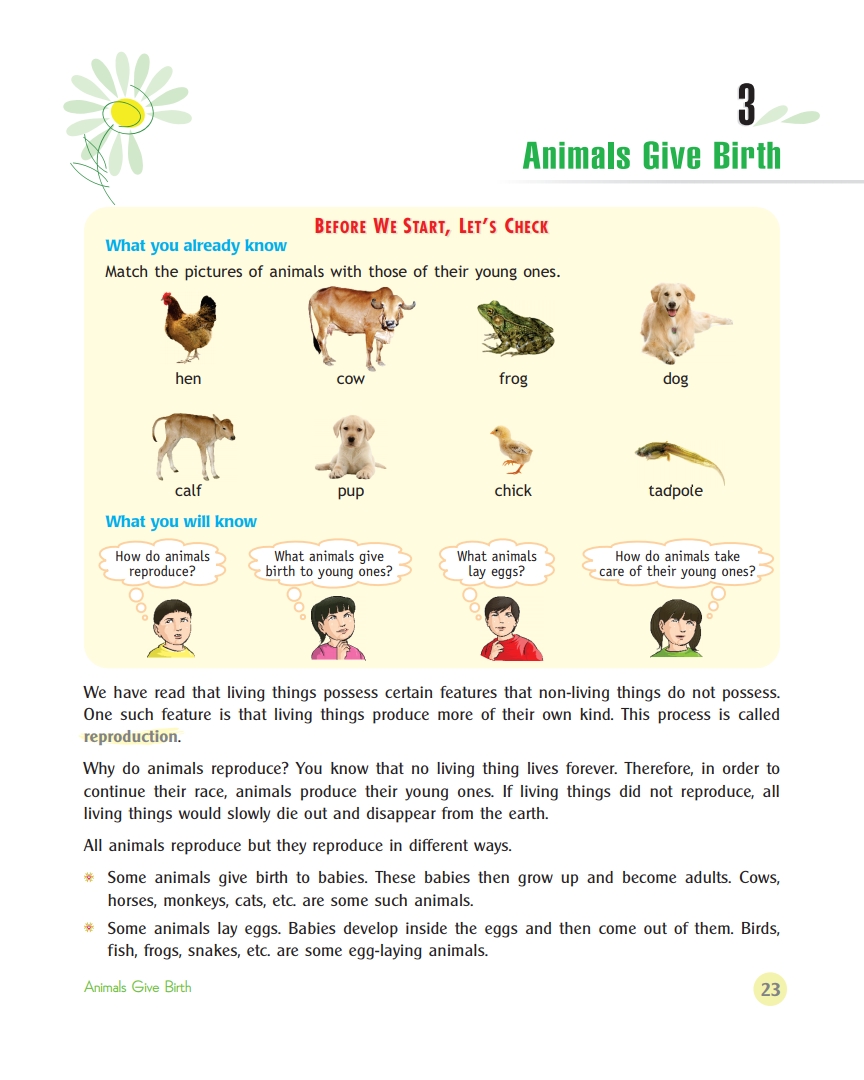 3
Animals Give Birth
BEFORE WE START, LET'S CHECK
What you already know
Match the pictures of animals with those of their young ones.
hen cow frog dog
calf pup chick tadpole
What you will know
How do animals
reproduce?
What animals give
birth to young ones?
What animals
lay eggs?
How do animals take
care of their young ones?
We have read that living things possess certain features that non-living things do not possess.
One such feature is that living things produce more of their own kind. This process is called
reproduction.
Why do animals reproduce? You know that no living thing lives forever. Therefore, in order to
continue their race, animals produce their young ones. If living things did not reproduce, all
living things would slowly die out and disappear from the earth.
All animals reproduce but they reproduce in different ways.
Some animals give birth to babies. These babies then grow up and become adults. Cows,
horses, monkeys, cats, etc. are some such animals.
Some animals lay eggs. Babies develop inside the eggs and then come out of them. Birds,
fish, frogs, snakes, etc. are some egg-laying animals.
Animals Give Birth
23